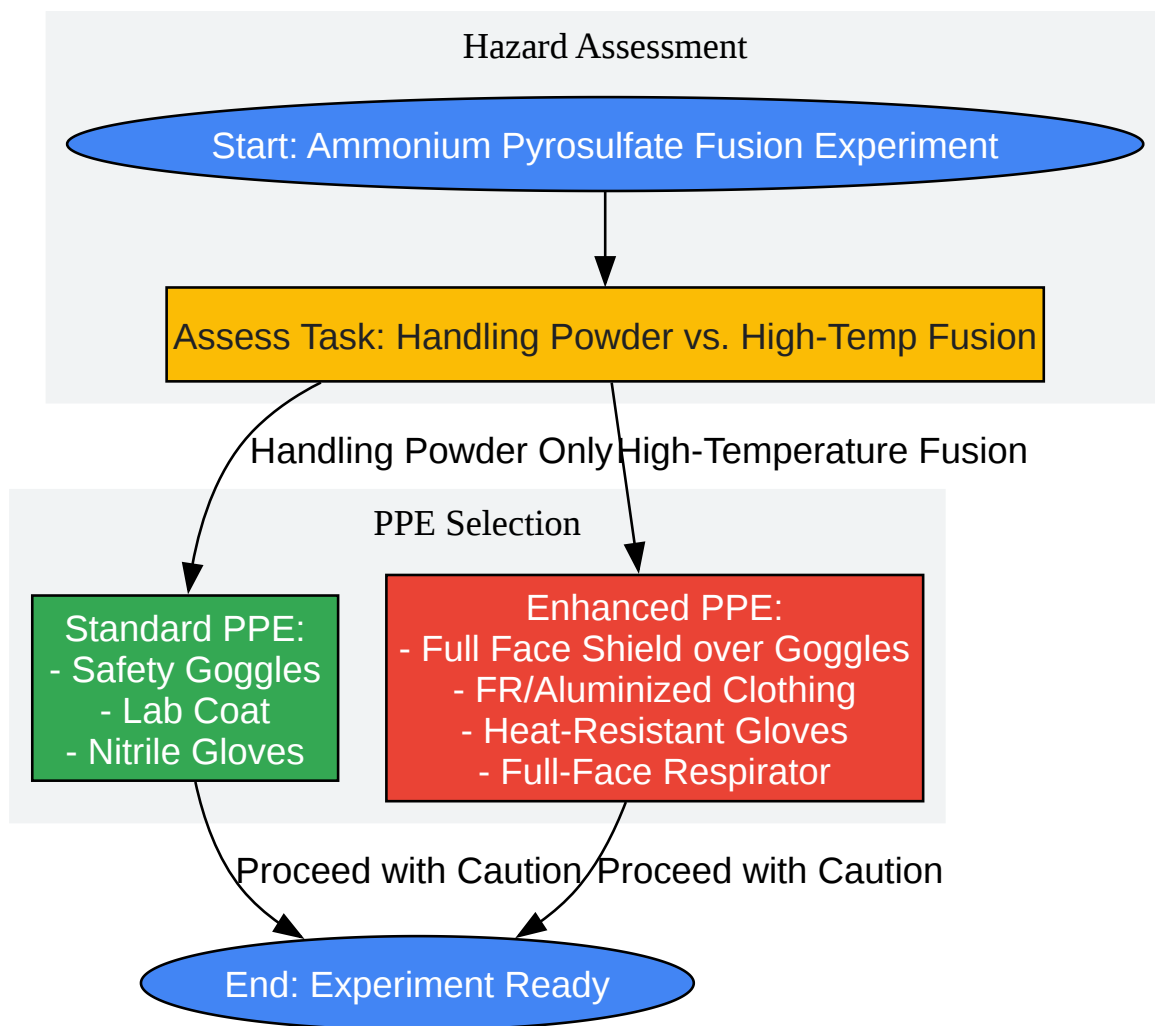 Hazard Assessment
Start: Ammonium Pyrosulfate Fusion Experiment
Assess Task: Handling Powder vs. High-Temp Fusion
Handling Powder Only
High-Temperature Fusion
PPE Selection
Standard PPE:
- Safety Goggles
- Lab Coat
- Nitrile Gloves
Enhanced PPE:
- Full Face Shield over Goggles
- FR/Aluminized Clothing
- Heat-Resistant Gloves
- Full-Face Respirator
Proceed with Caution
Proceed with Caution
End: Experiment Ready